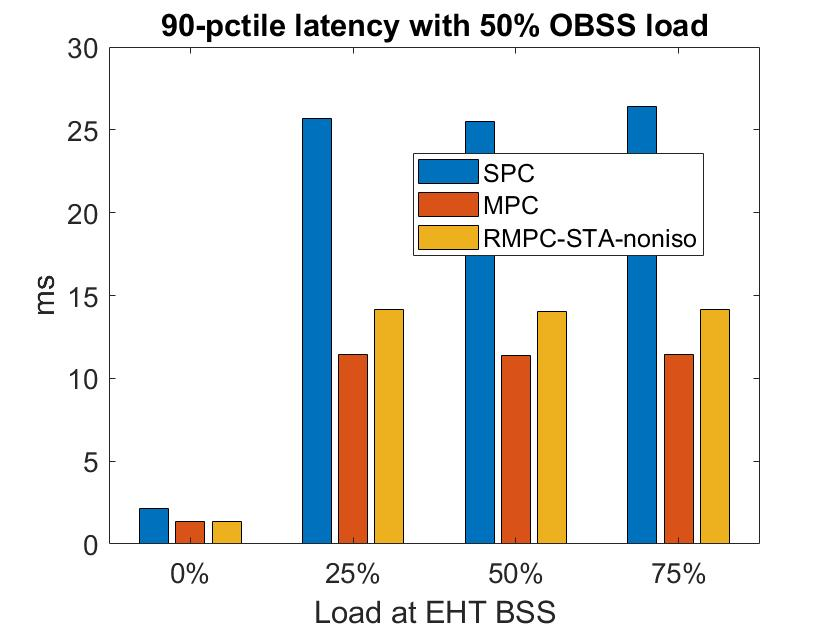 90-pctile latency with 50% OBSS load
30
25
20
15
10
5
0
ms
SPC
MPC
RMPC-STA-noniso
0% 25% 50% 75%
Load at EHT BSS